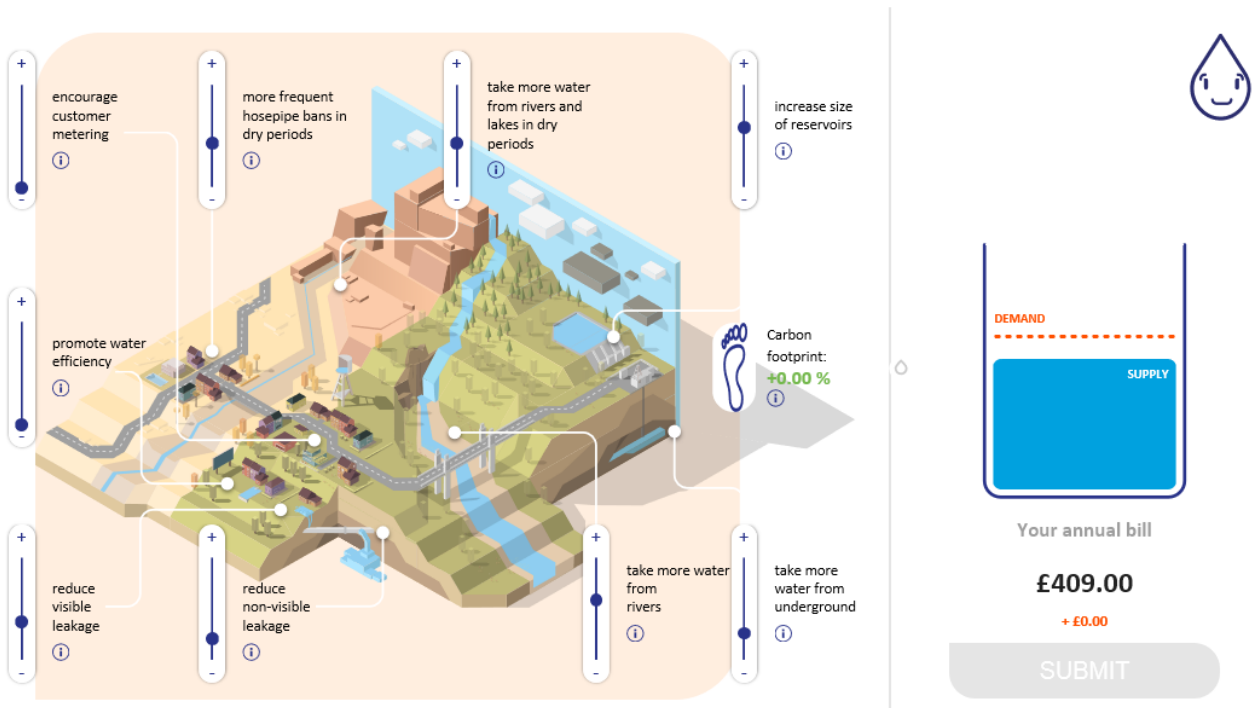 +
encourage
customer
metering
i
-
+
more frequent
hosepipe bans in
dry periods
i
-
+
take more water
from rivers and
lakes in dry
periods
i
-
+
increase size
of reservoirs
i
-
+
promote water
efficiency
i
-
Carbon
footprint:
+0.00 %
i
+
reduce
visible
leakage
i
-
+
reduce
non-visible
leakage
i
-
+
take more water
from
rivers
i
-
+
take more
water from
underground
i
-
DEMAND
SUPPLY
Your annual bill
£409.00
+ £0.00
SUBMIT